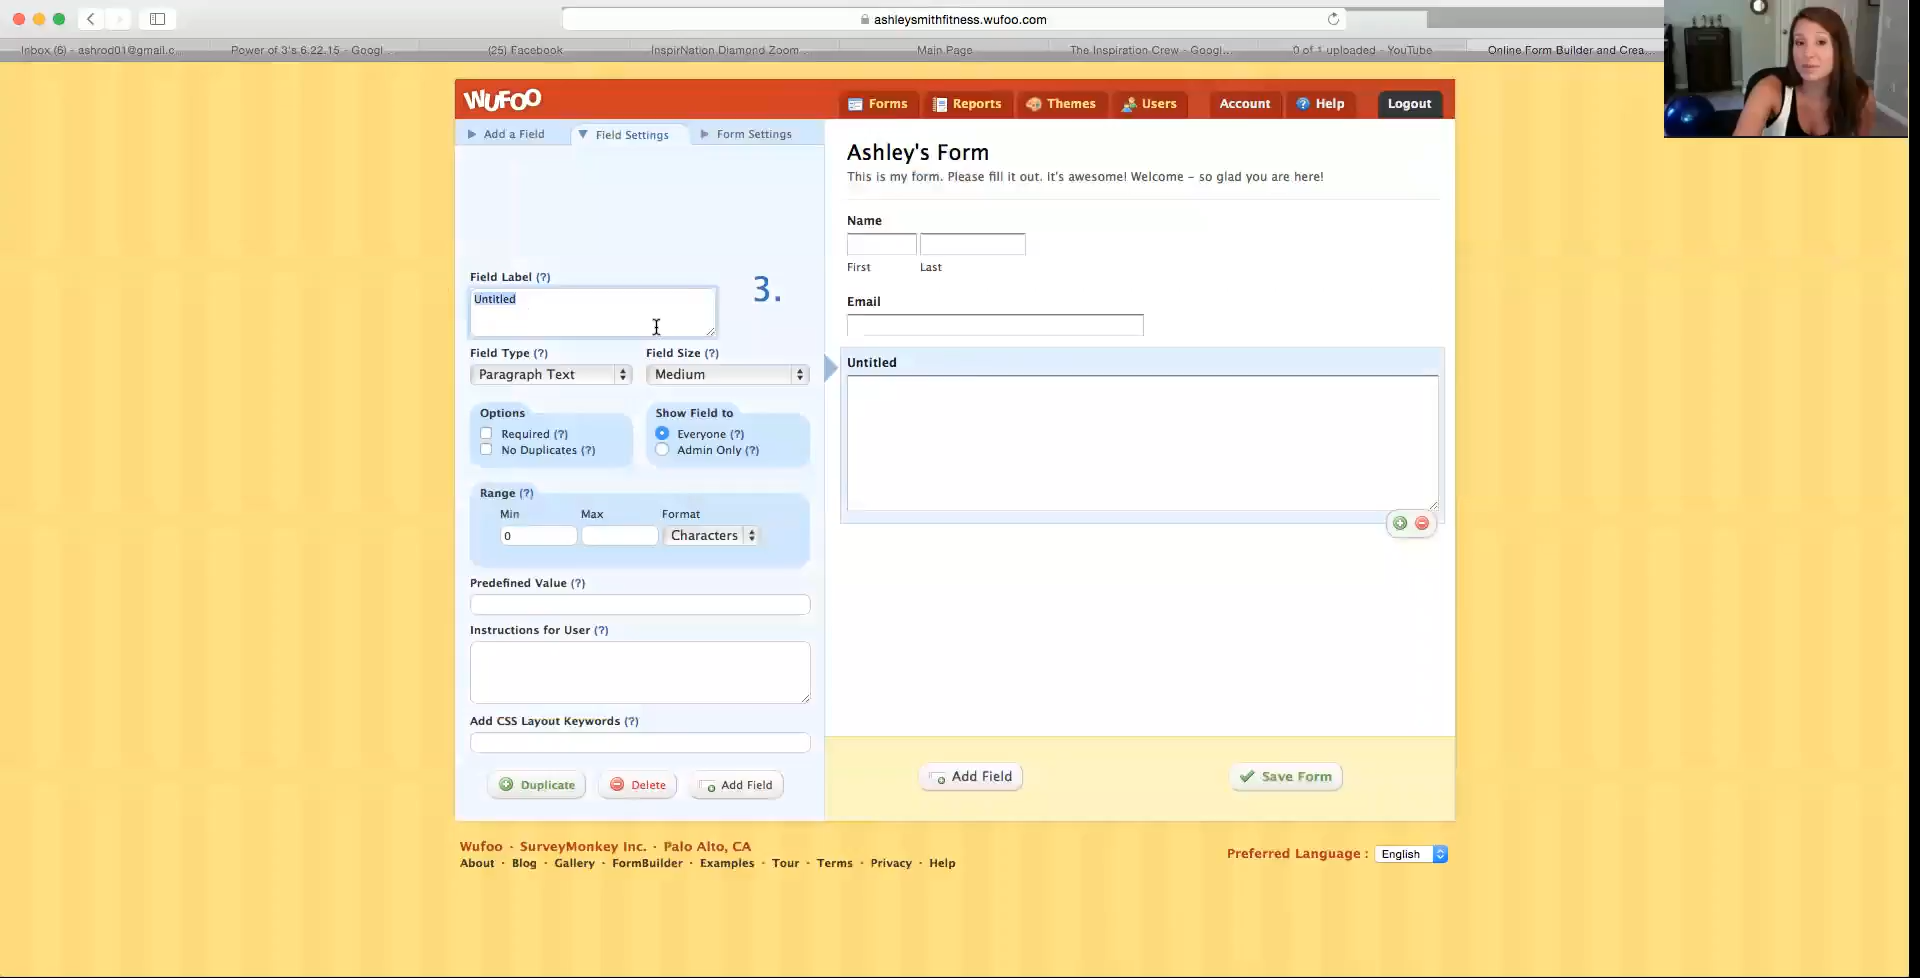 ashleysmithfitness.wufoo.com
Inbox (6) - ashrod01@gmail.c... Power of 3's 6.22.15 - Googl... (25) Facebook InspirNation Diamond Zoom... Main Page The Inspiration Crew - Googl... 0 of 1 uploaded - YouTube Online Form Builder and Crea...
WUFOO
Forms Reports Themes Users Account Help Logout
Add a Field Field Settings Form Settings
Ashley's Form
This is my form. Please fill it out. It's awesome! Welcome – so glad you are here!
Name
First Last
Email
Untitled
Field Label (?)
3.
Untitled
Field Type (?) Field Size (?)
Paragraph Text Medium
Options Show Field to
Required (?) Everyone (?)
No Duplicates (?) Admin Only (?)
Range (?)
Min Max Format
0 Characters
Predefined Value (?)
Instructions for User (?)
Add CSS Layout Keywords (?)
Duplicate Delete Add Field
Add Field Save Form
Wufoo · SurveyMonkey Inc. · Palo Alto, CA
About · Blog · Gallery · FormBuilder · Examples · Tour · Terms · Privacy · Help
Preferred Language : English